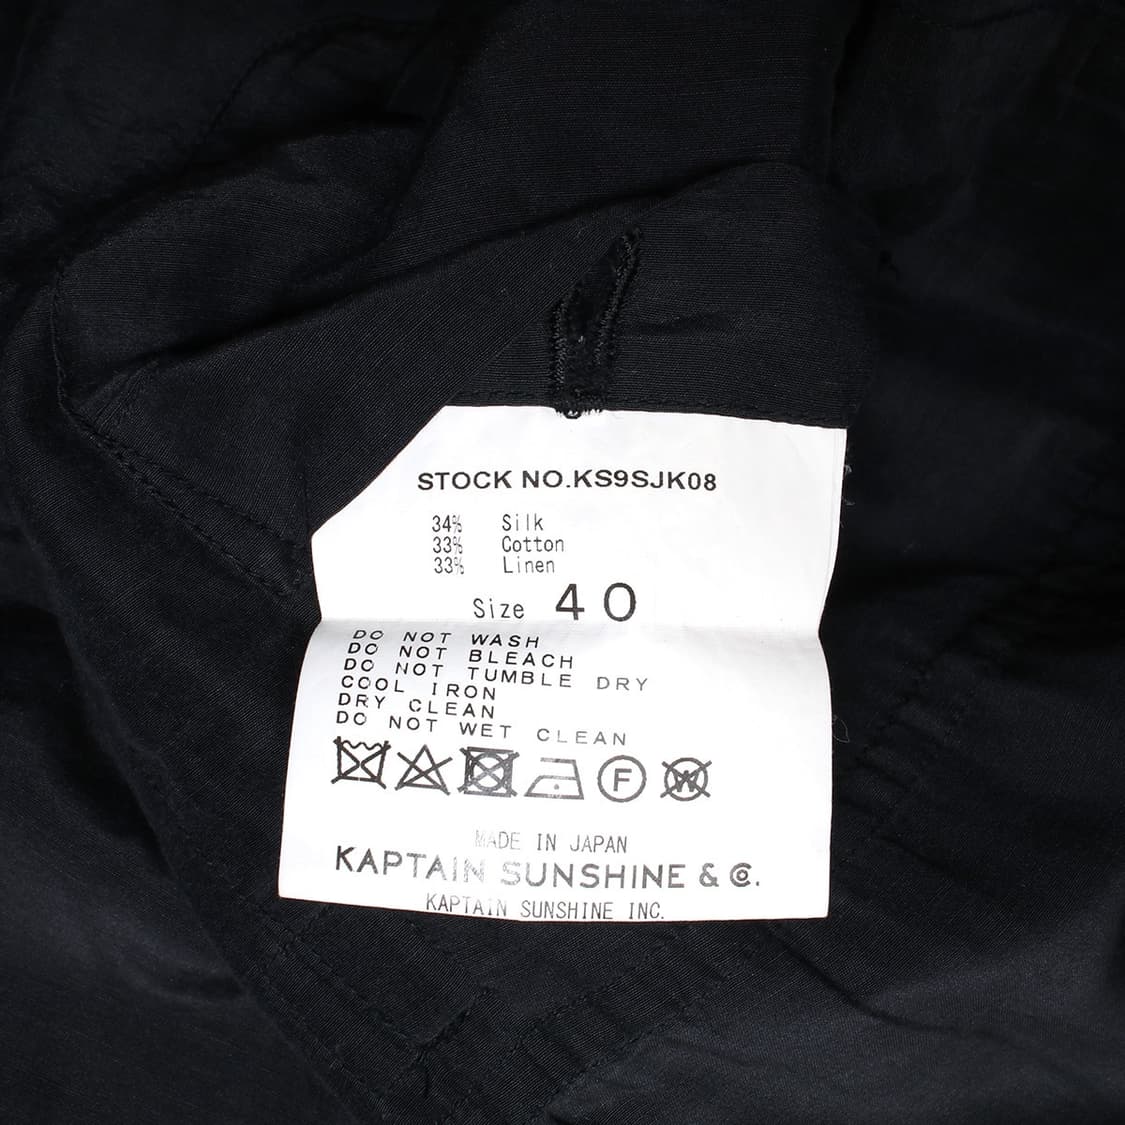 STOCK NO.KS9SJK08
34% Silk
33% Cotton
33% Linen
Size 40
DO NOT WASH
DO NOT BLEACH
DO NOT TUMBLE DRY
COOL IRON
DRY CLEAN
DO NOT WET CLEAN
F W
MADE IN JAPAN
KAPTAIN SUNSHINE & Co.
KAPTAIN SUNSHINE INC.